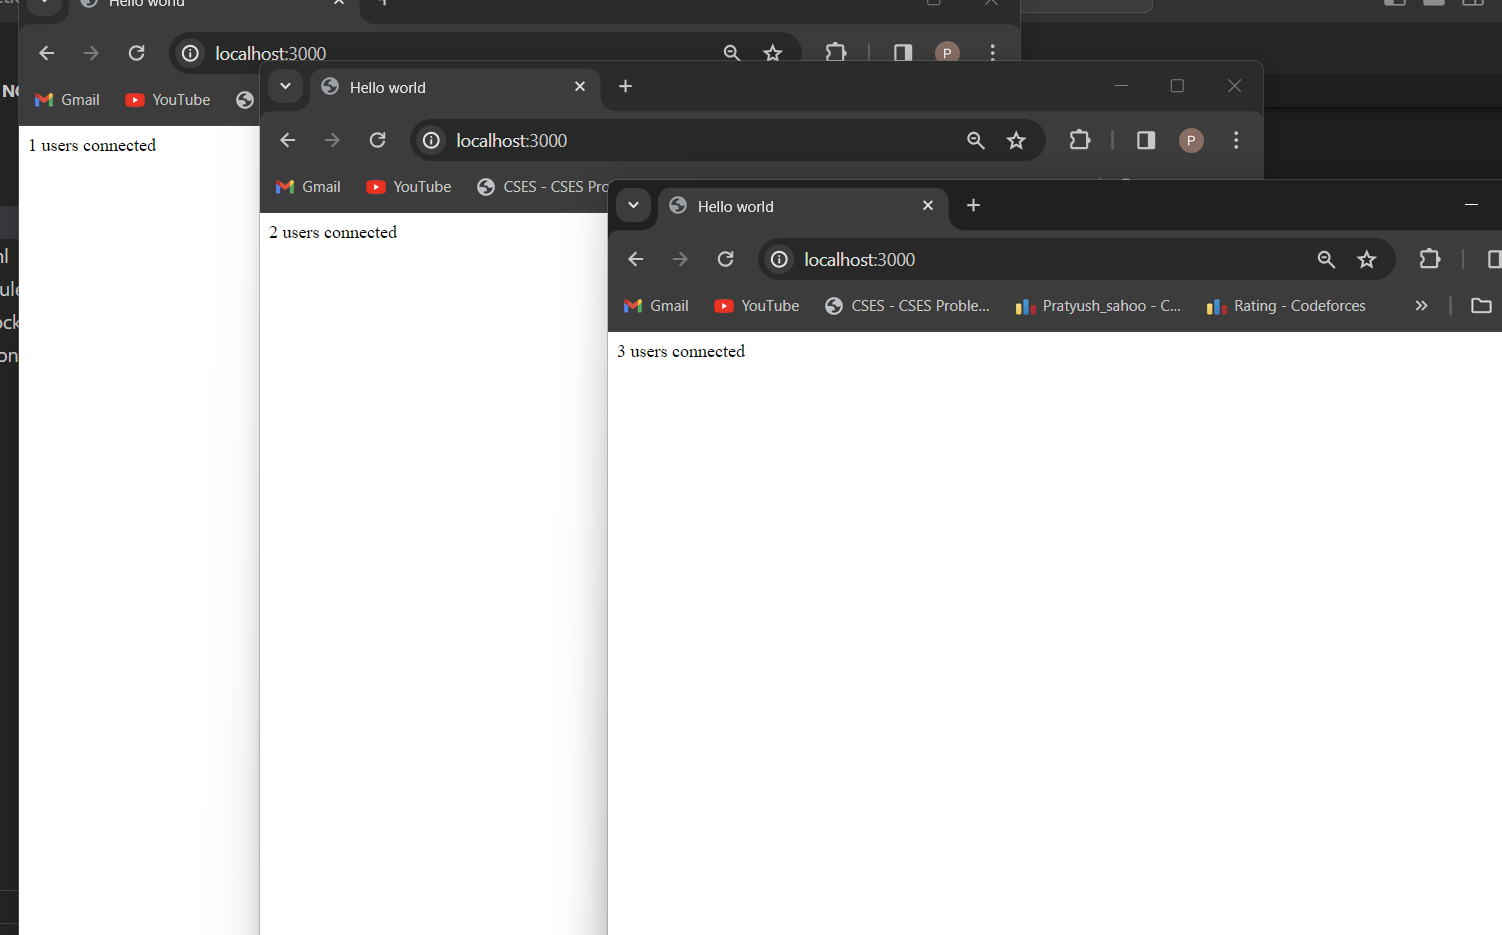 Hello world
localhost:3000
P
Gmail
YouTube
1 users connected
Hello world
localhost:3000
P
Gmail
YouTube
CSES - CSES Pro
2 users connected
Hello world
localhost:3000
Gmail
YouTube
CSES - CSES Proble...
Pratyush_sahoo - C...
Rating - Codeforces
3 users connected